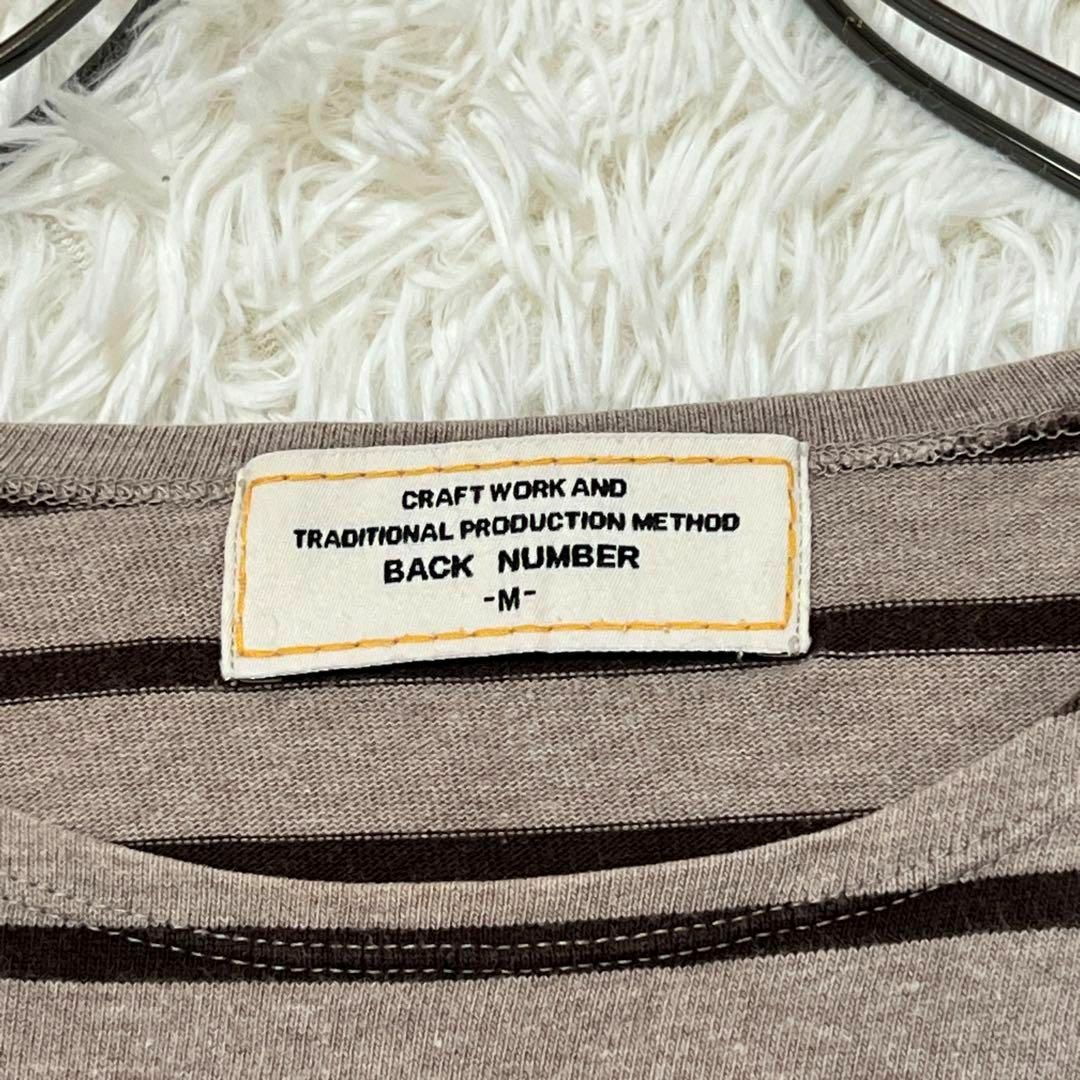 CRAFT WORK AND
TRADITIONAL PRODUCTION METHOD
BACK NUMBER
-M-